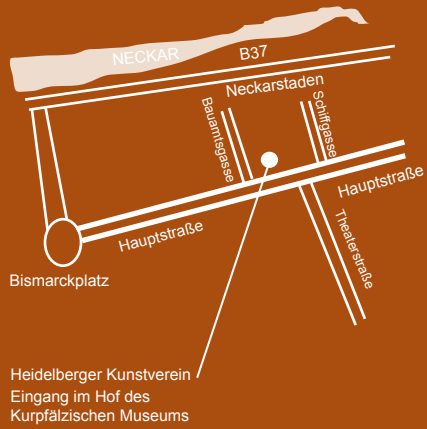 NECKAR
B37
Neckarstaden
Bauamtsgasse
Schiffgasse
Hauptstraße
Hauptstraße
Theaterstraße
Bismarckplatz
Heidelberger Kunstverein
Eingang im Hof des
Kurpfälzischen Museums